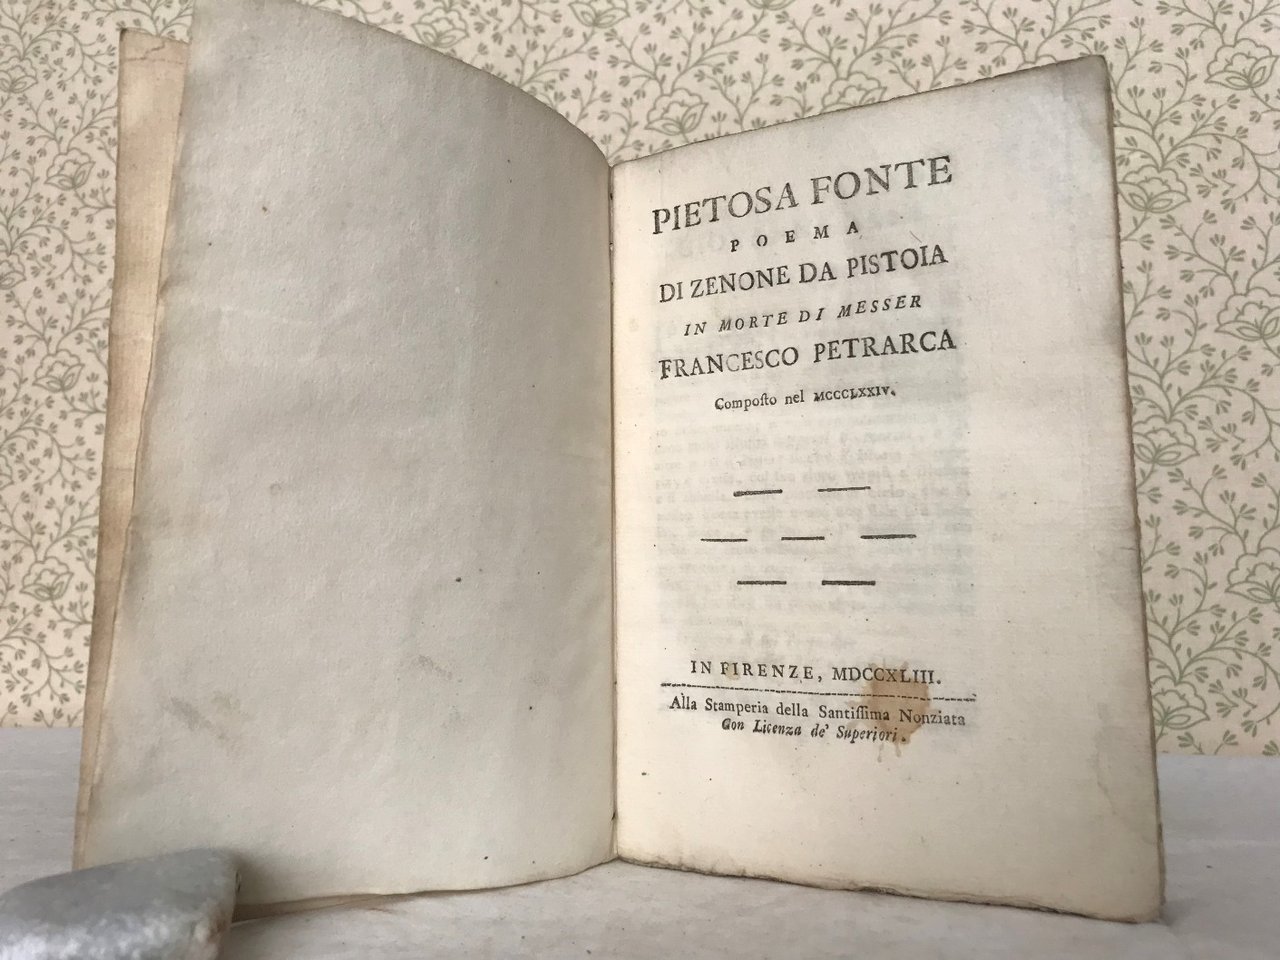 PIETOSA FONTE
POEMA
DI ZENONE DA PISTOIA
IN MORTE DI MESSER
FRANCESCO PETRARCA
Compoſto nel MCCCLXXIV.
IN FIRENZE, MDCCXLIII.
Alla Stamperia della Santiſſima Nonziata
Con Licenza de' Superiori.